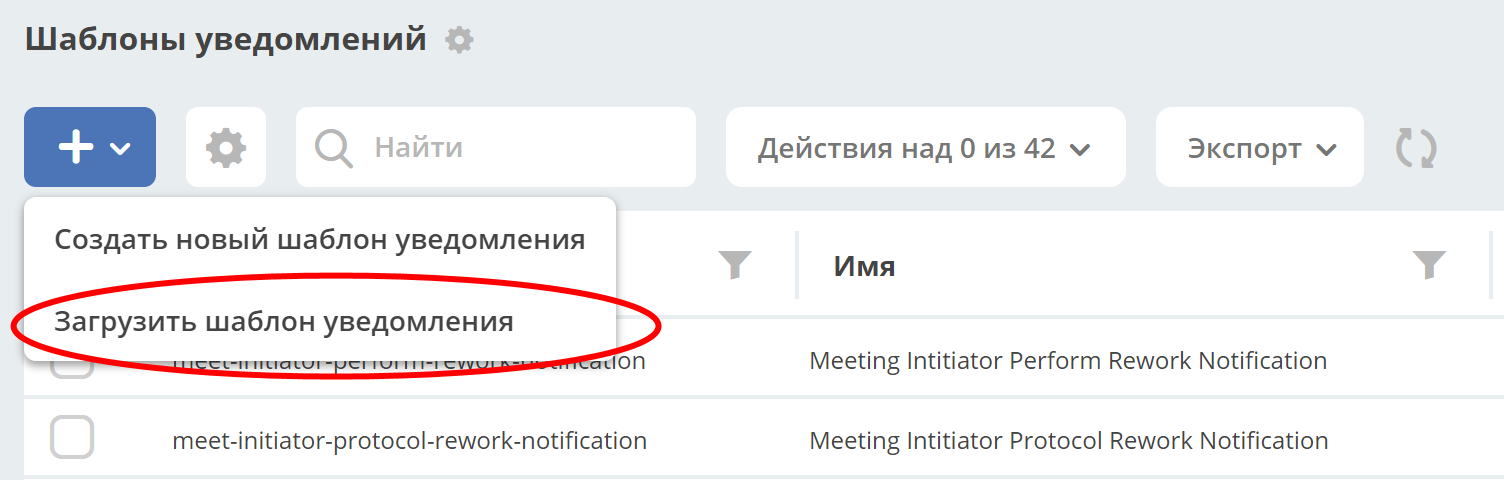 Шаблоны уведомлений
Найти
Действия над 0 из 42
Экспорт
Создать новый шаблон уведомления
Имя
Загрузить шаблон уведомления
meet-initiator-perform-rework-notification
Meeting Intitiator Perform Rework Notification
meet-initiator-protocol-rework-notification
Meeting Intitiator Protocol Rework Notification